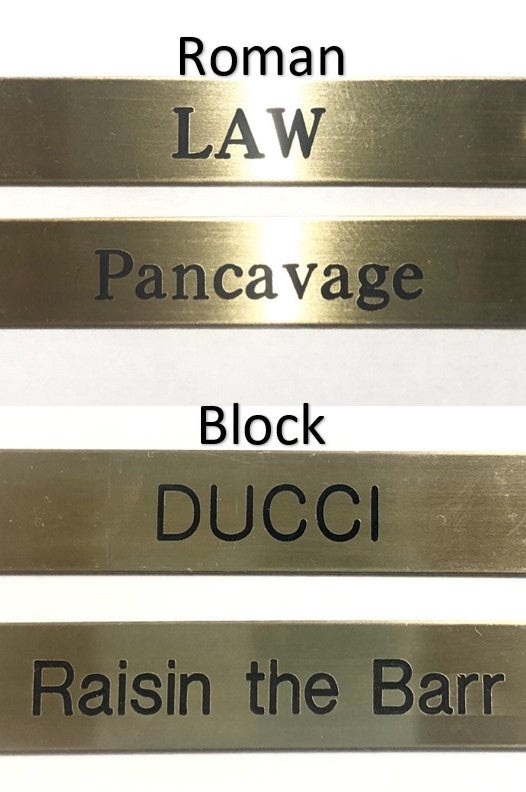 Roman
LAW
Pancavage
Block
DUCCI
Raisin the Barr